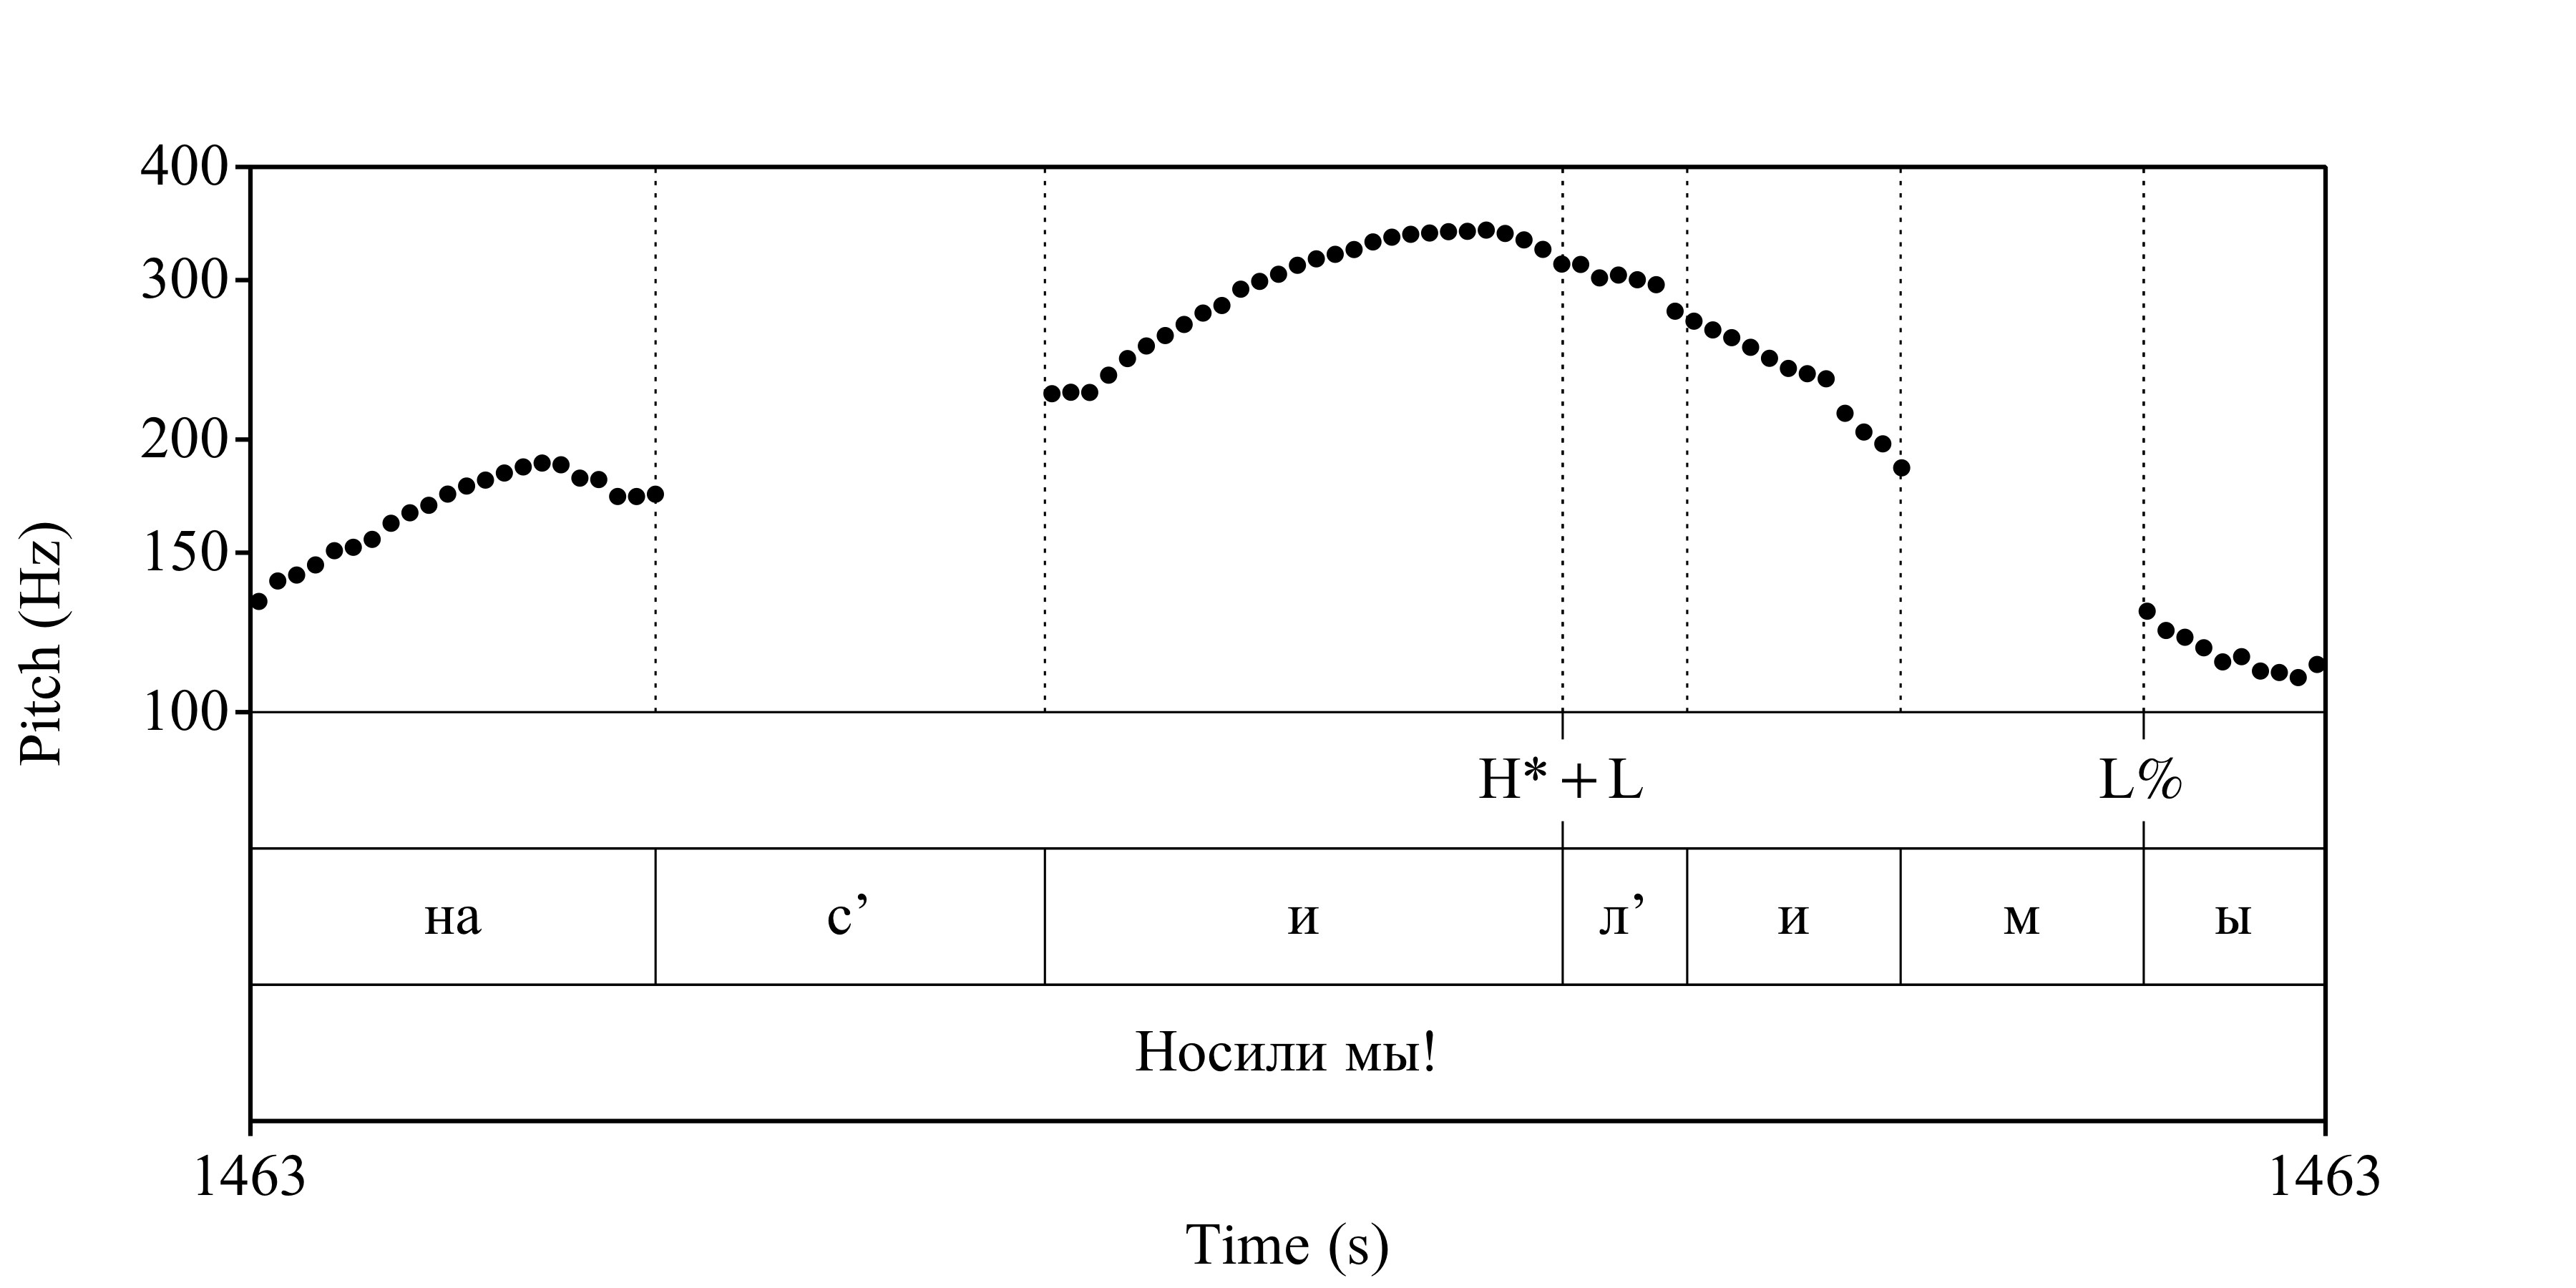 400
300
200
150
100
Pitch (Hz)
H* + L L%
на с’ и л’ и м ы
Носили мы!
1463 1463
Time (s)